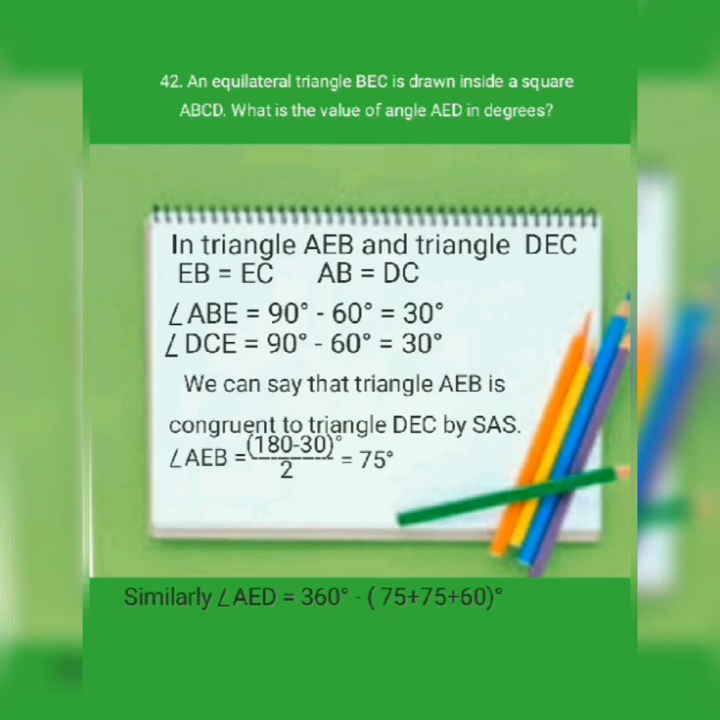 42. An equilateral triangle BEC is drawn inside a square
ABCD. What is the value of angle AED in degrees?
In triangle AEB and triangle DEC
EB = EC AB = DC
∠ABE = 90° - 60° = 30°
∠DCE = 90° - 60° = 30°
We can say that triangle AEB is
congruent to triangle DEC by SAS.
∠AEB = (180-30)°/2 = 75°
Similarly ∠AED = 360° - ( 75+75+60)°